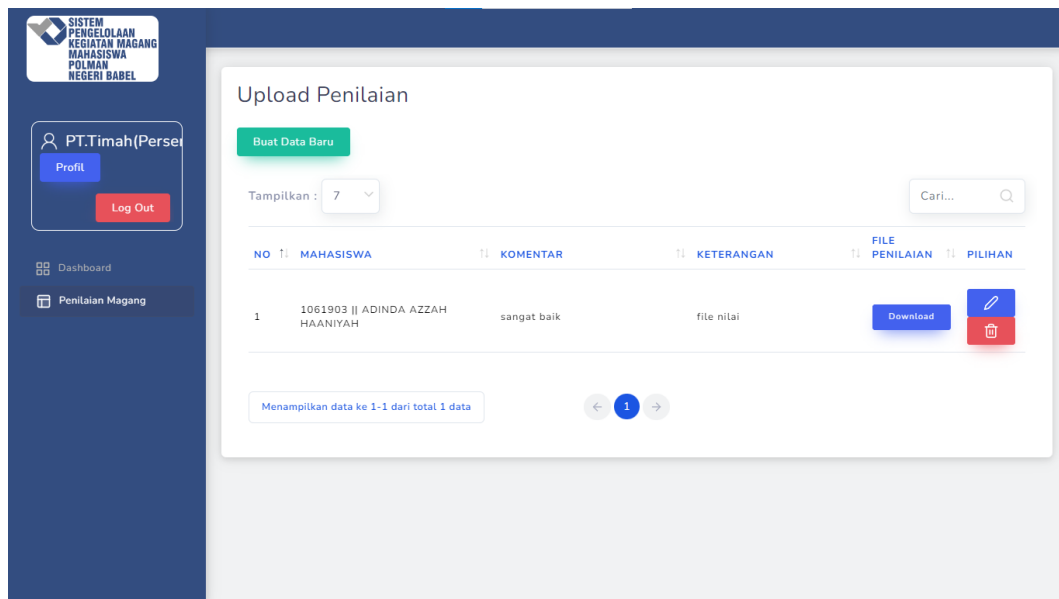 SISTEM
PENGELOLAAN
KEGIATAN MAGANG
MAHASISWA
POLMAN
NEGERI BABEL
PT.Timah(Perser
Profil
Log Out
Dashboard
Penilaian Magang
Upload Penilaian
Buat Data Baru
Tampilkan : 7
Cari...
NO MAHASISWA KOMENTAR KETERANGAN FILE PENILAIAN PILIHAN
1 1061903 || ADINDA AZZAH HAANIYAH sangat baik file nilai Download
Menampilkan data ke 1-1 dari total 1 data
← 1 →